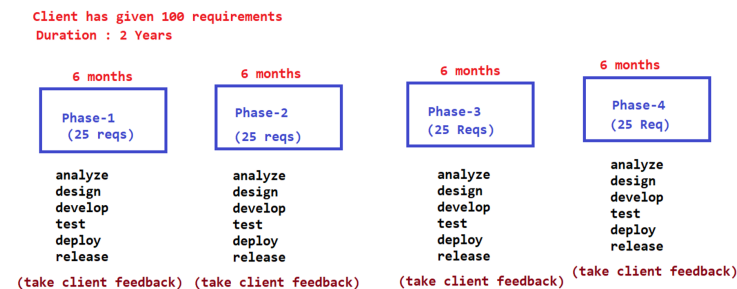 Client has given 100 requirements
Duration : 2 Years
6 months
Phase-1
(25 reqs)
analyze
design
develop
test
deploy
release
(take client feedback)
6 months
Phase-2
(25 reqs)
analyze
design
develop
test
deploy
release
(take client feedback)
6 months
Phase-3
(25 Reqs)
analyze
design
develop
test
deploy
release
(take client feedback)
6 months
Phase-4
(25 Req)
analyze
design
develop
test
deploy
release
(take client feedback)